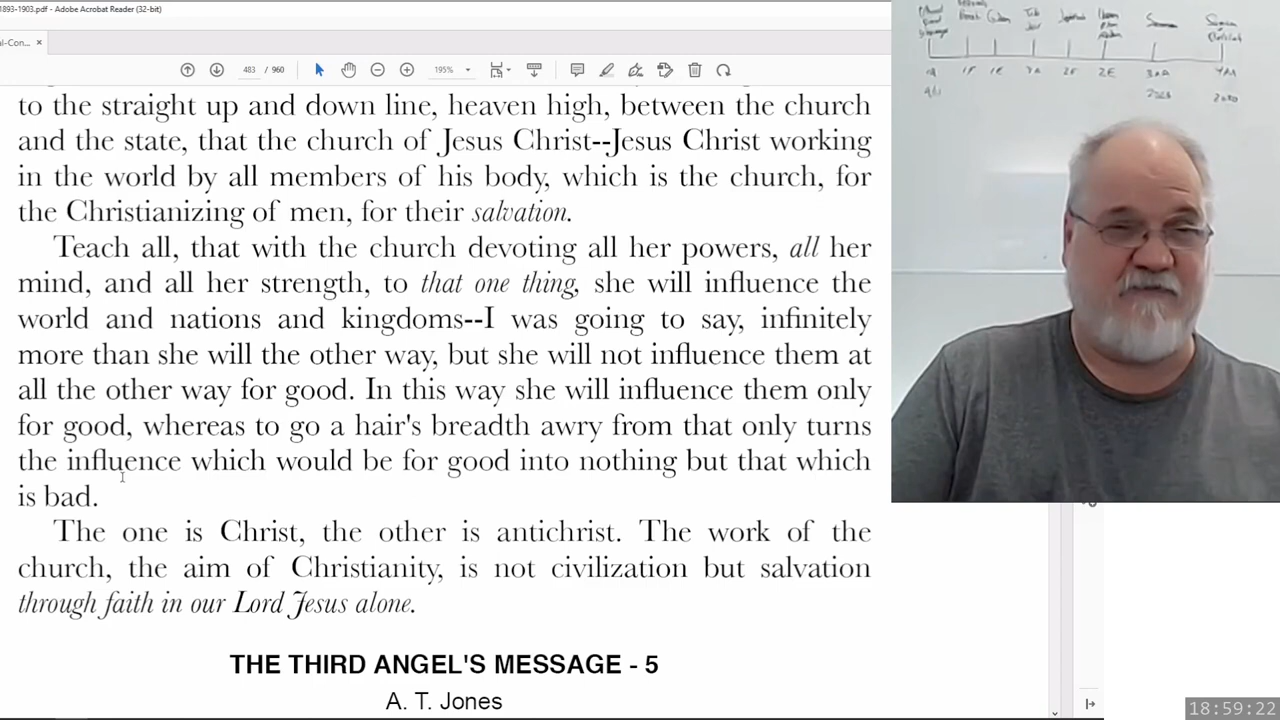 1893-1903.pdf - Adobe Acrobat Reader (32-bit)
al-Con... ×
483 / 960
195%
to the straight up and down line, heaven high, between the church
and the state, that the church of Jesus Christ--Jesus Christ working
in the world by all members of his body, which is the church, for
the Christianizing of men, for their salvation.
Teach all, that with the church devoting all her powers, all her
mind, and all her strength, to that one thing, she will influence the
world and nations and kingdoms--I was going to say, infinitely
more than she will the other way, but she will not influence them at
all the other way for good. In this way she will influence them only
for good, whereas to go a hair's breadth awry from that only turns
the influence which would be for good into nothing but that which
is bad.
The one is Christ, the other is antichrist. The work of the
church, the aim of Christianity, is not civilization but salvation
through faith in our Lord Jesus alone.
THE THIRD ANGEL'S MESSAGE - 5
A. T. Jones
18:59:22